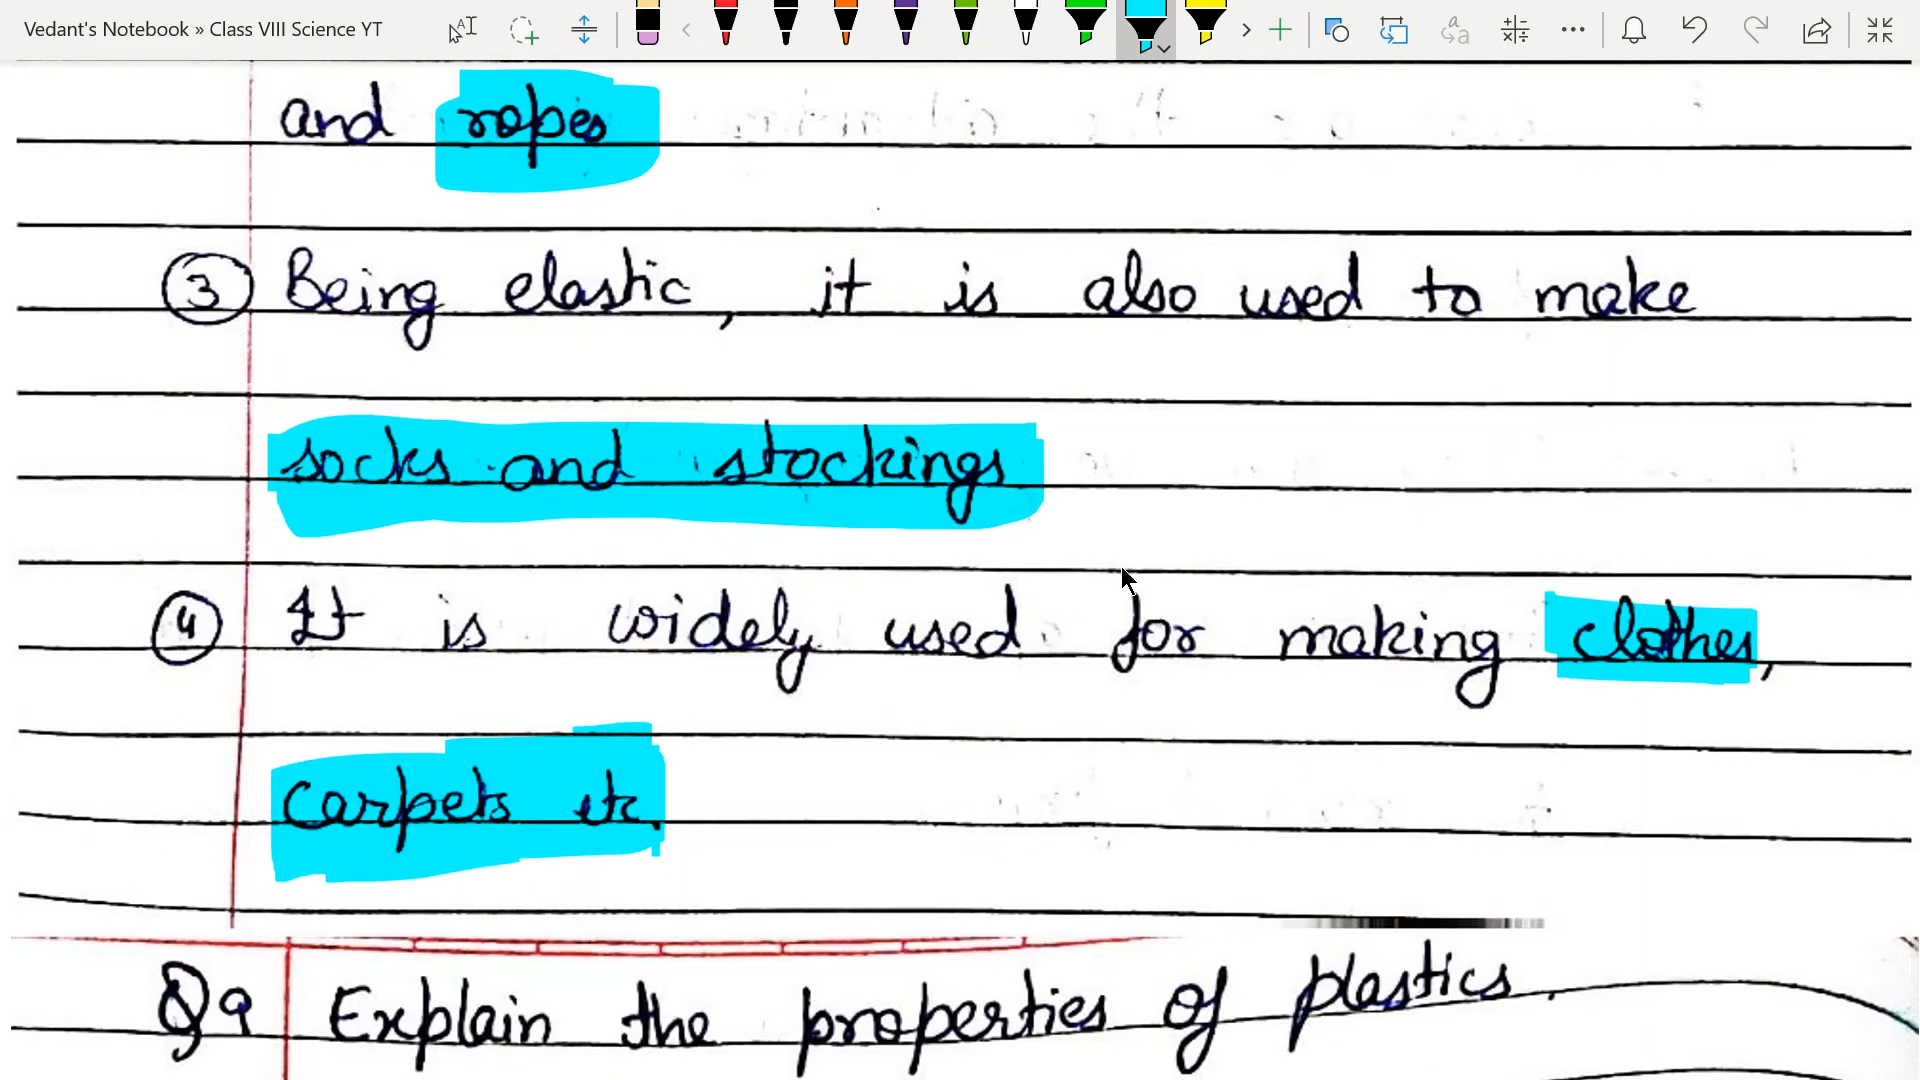 Vedant's Notebook » Class VIII Science YT
and ropes
3 Being elastic, it is also used to make
socks and stockings
4 It is widely used for making clothes,
carpets etc.
Q9 Explain the properties of plastics.